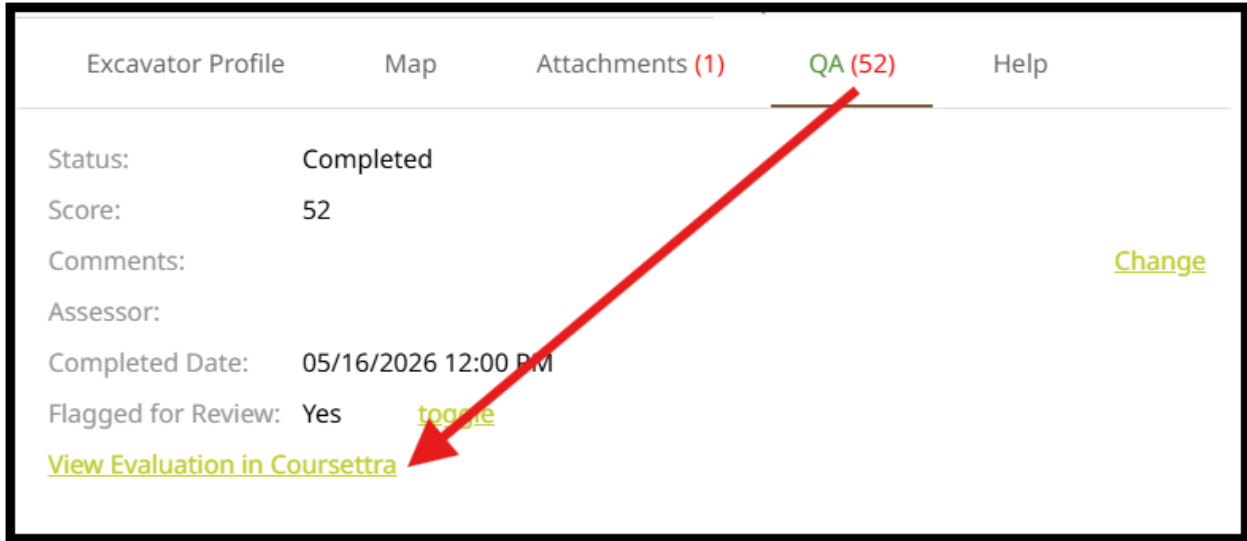 Excavator Profile Map Attachments (1) QA (52) Help
Status: Completed
Score: 52
Comments: Change
Assessor:
Completed Date: 05/16/2026 12:00 PM
Flagged for Review: Yes toggle
View Evaluation in Coursettra